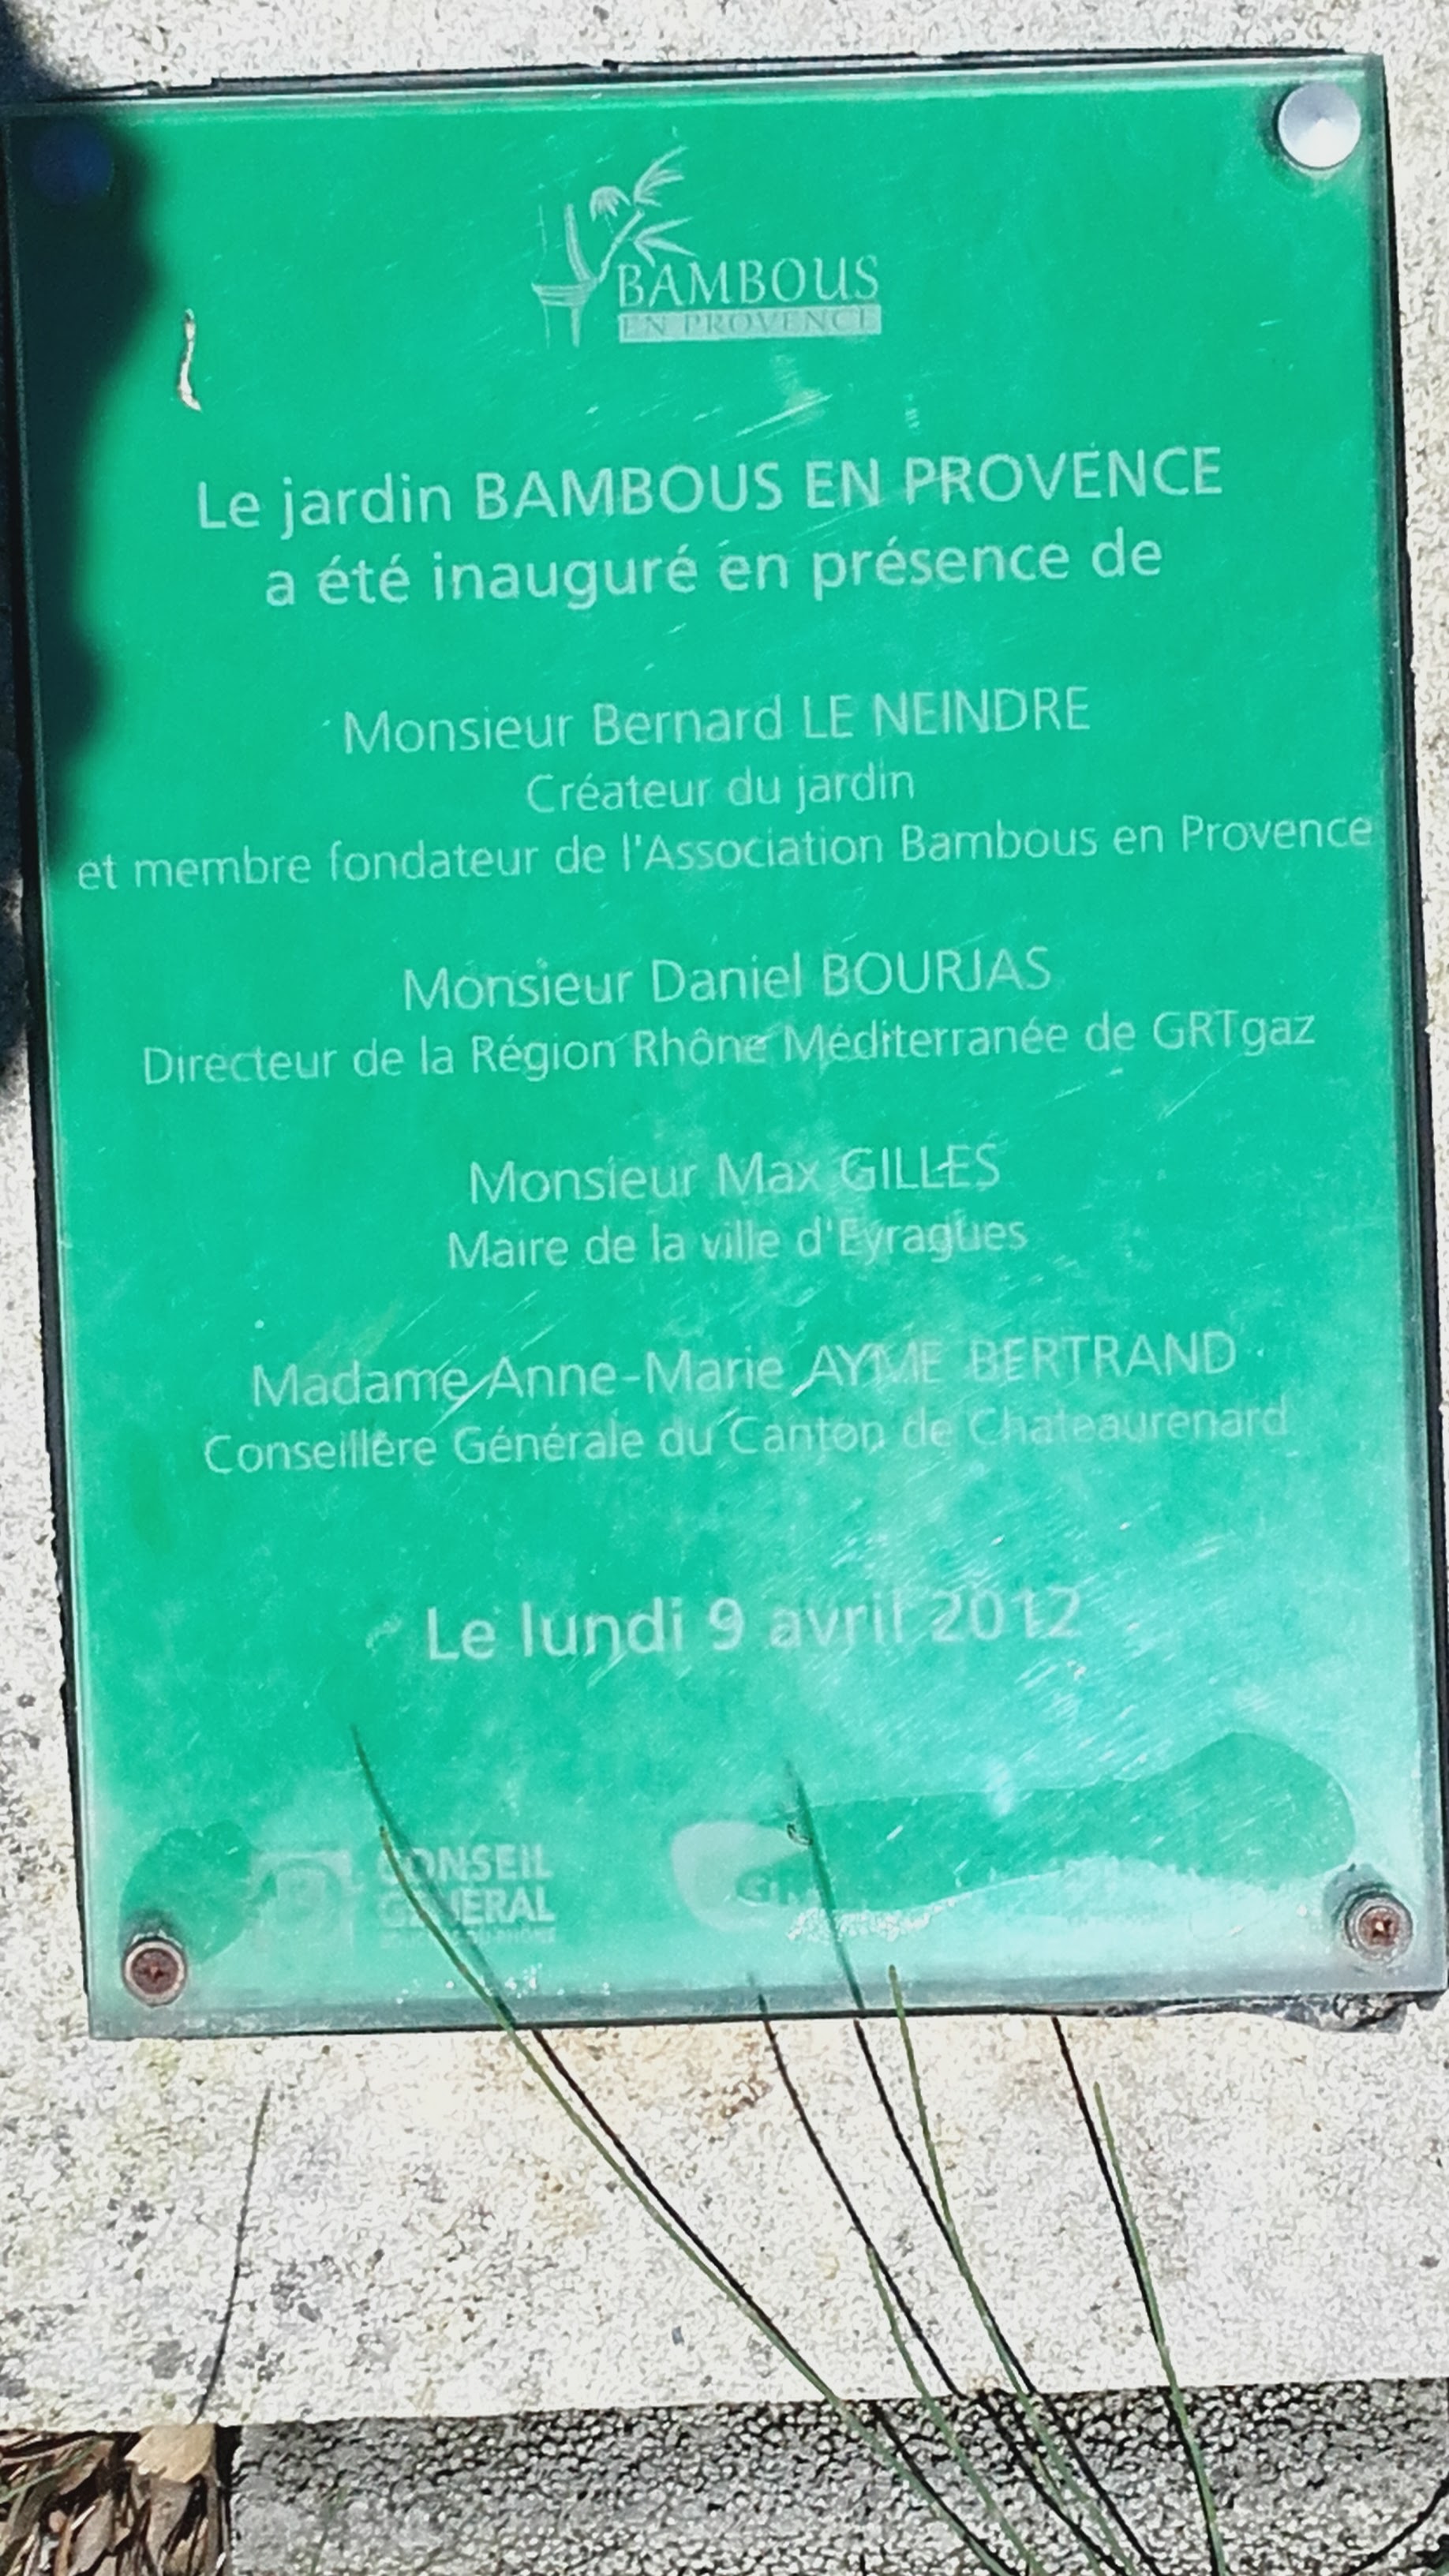 BAMBOUS
EN PROVENCE
Le jardin BAMBOUS EN PROVENCE
a été inauguré en présence de
Monsieur Bernard LE NEINDRE
Créateur du jardin
et membre fondateur de l'Association Bambous en Provence
Monsieur Daniel BOURJAS
Directeur de la Région Rhône Méditerranée de GRTgaz
Monsieur Max GILLES
Maire de la ville d'Eyragues
Madame Anne-Marie AYME BERTRAND
Conseillère Générale du Canton de Chateaurenard
Le lundi 9 avril 2012
CONSEIL
GENERAL